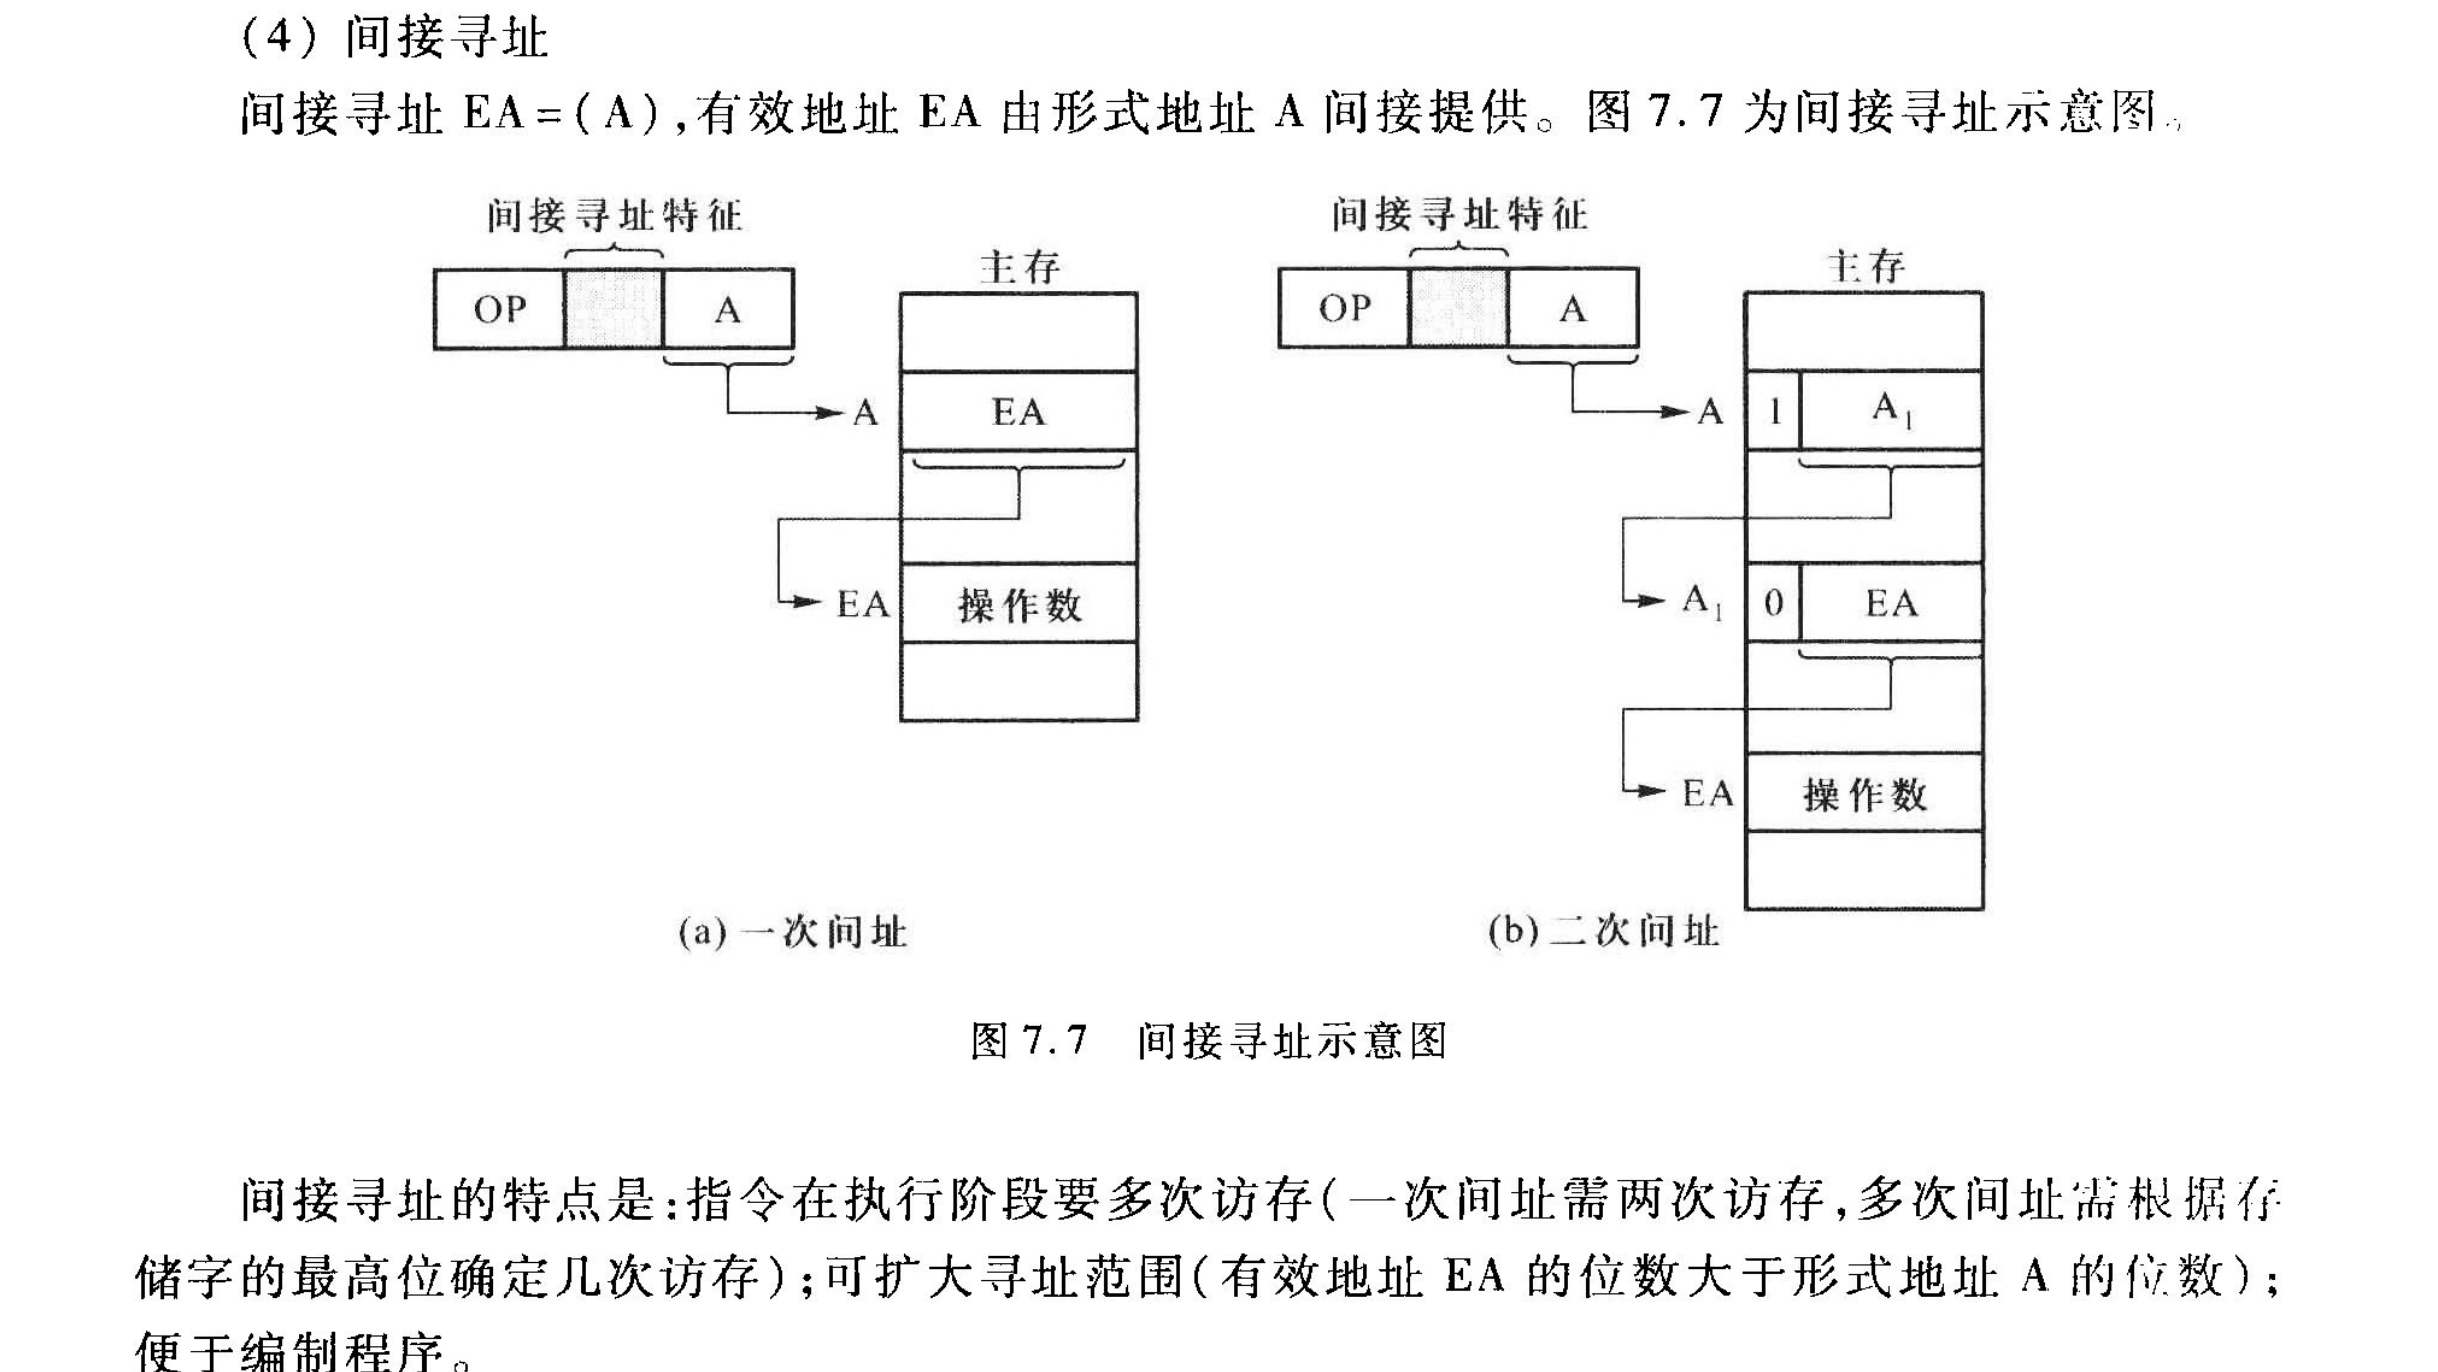 (4) 间接寻址
间接寻址 EA=(A),有效地址 EA 由形式地址 A 间接提供。图 7.7 为间接寻址示意图。
间接寻址特征
OP
A
主存
A
EA
EA
操作数
(a)一次间址
间接寻址特征
OP
A
主存
A
1
A₁
A₁
0
EA
EA
操作数
(b)二次间址
图 7.7 间接寻址示意图
间接寻址的特点是:指令在执行阶段要多次访存(一次间址需两次访存,多次间址需根据存
储字的最高位确定几次访存);可扩大寻址范围(有效地址 EA 的位数大于形式地址 A 的位数);
便于编制程序。